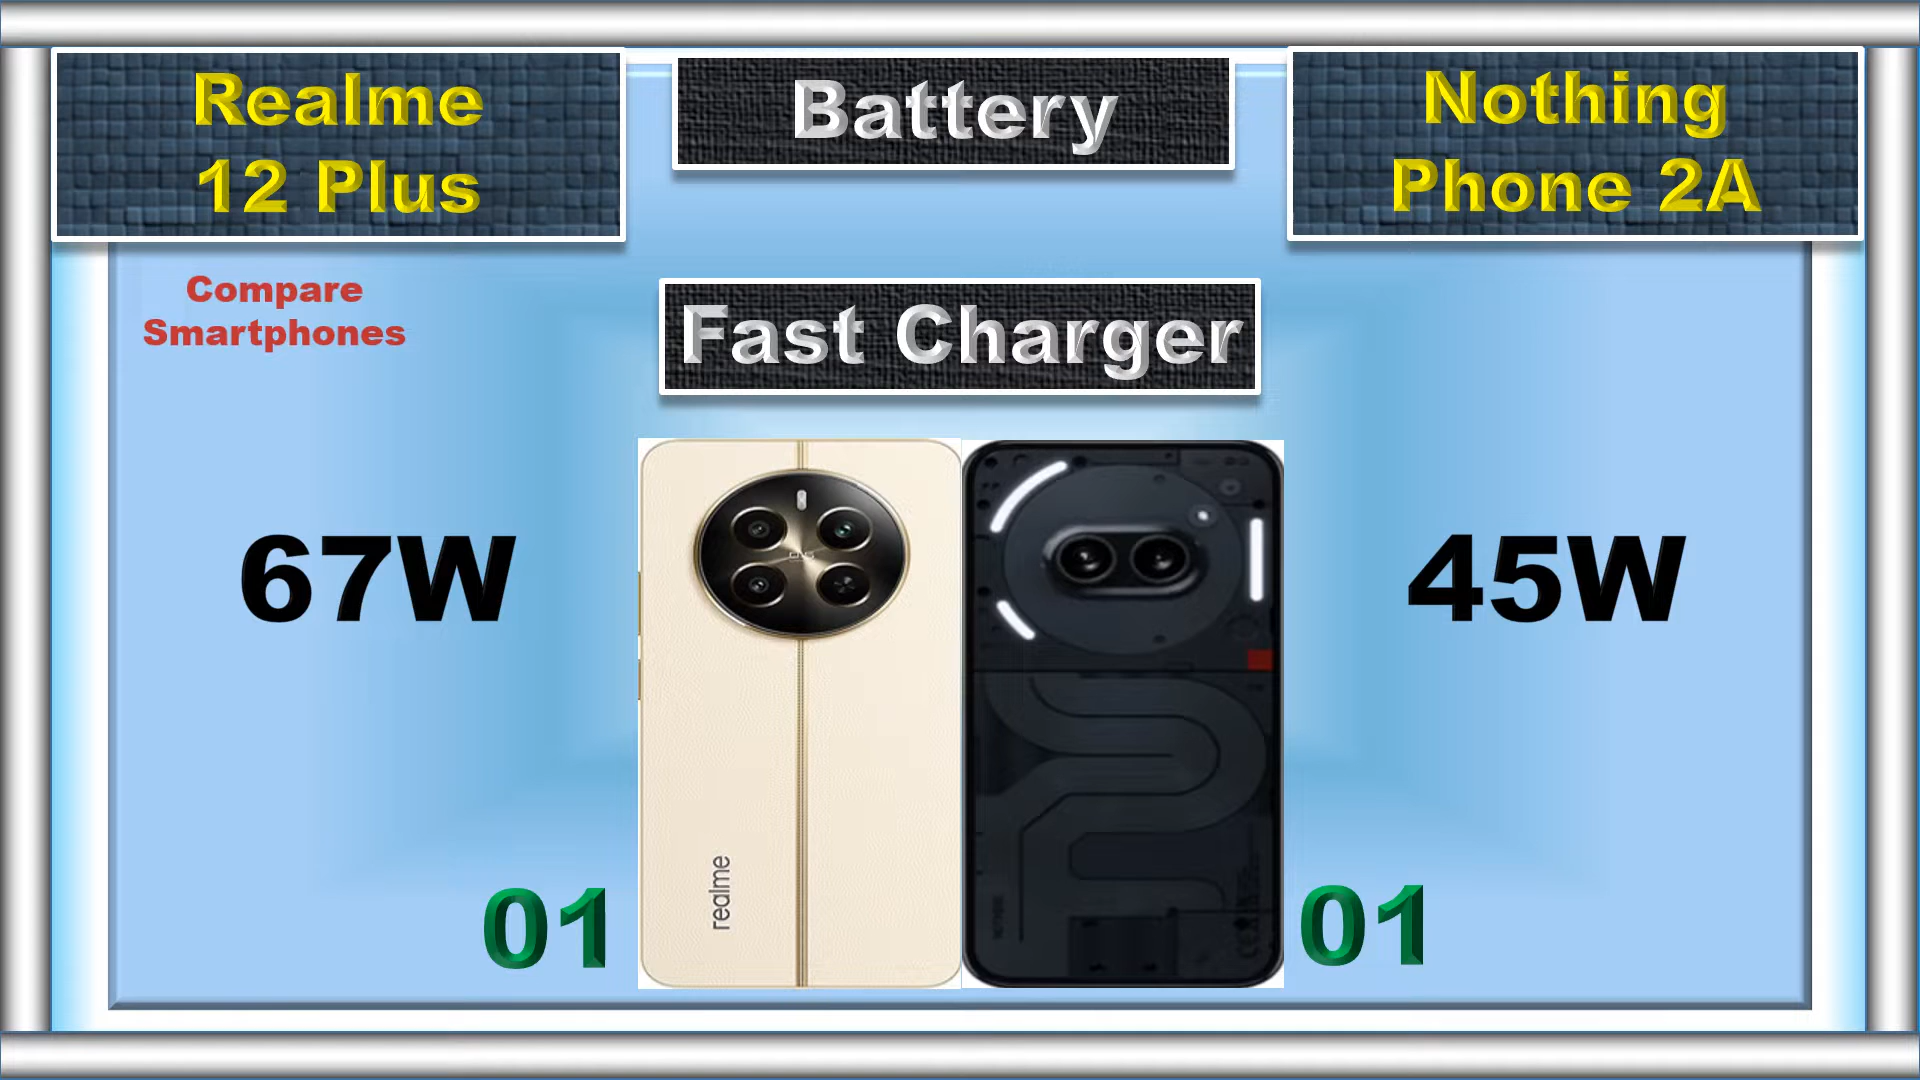 Realme
12 Plus
Battery
Nothing
Phone 2A
Compare
Smartphones
Fast Charger
67W
45W
realme
01
01